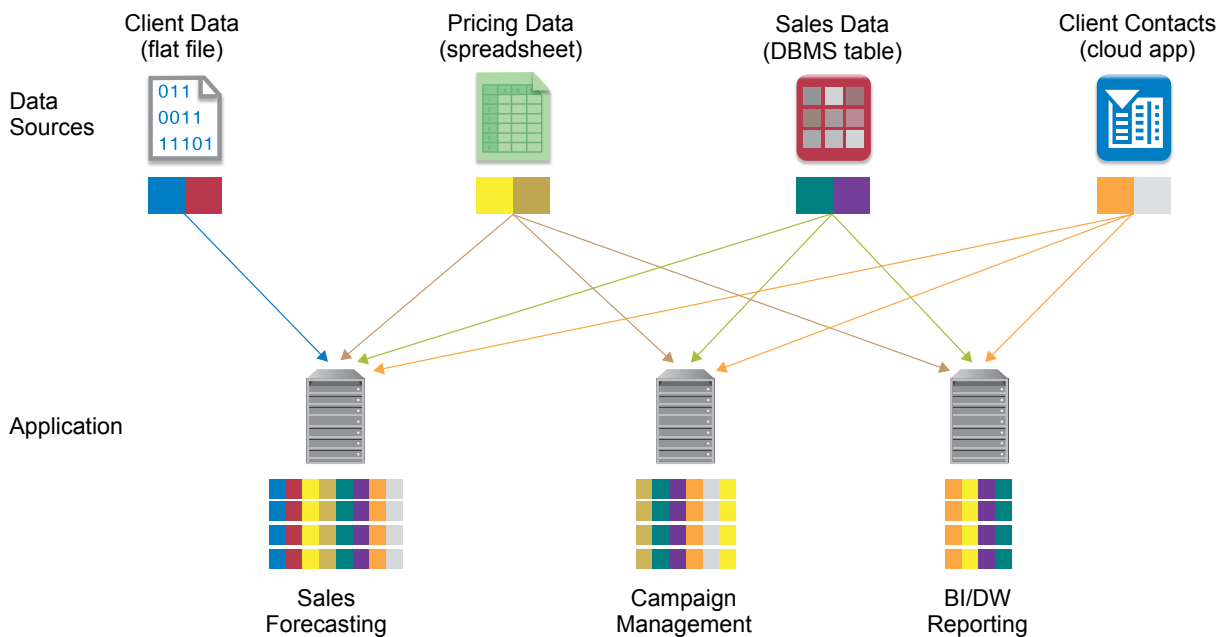 Client Data
(flat file)
Pricing Data
(spreadsheet)
Sales Data
(DBMS table)
Client Contacts
(cloud app)
Data
Sources
011
0011
11101
Application
Sales
Forecasting
Campaign
Management
BI/DW
Reporting